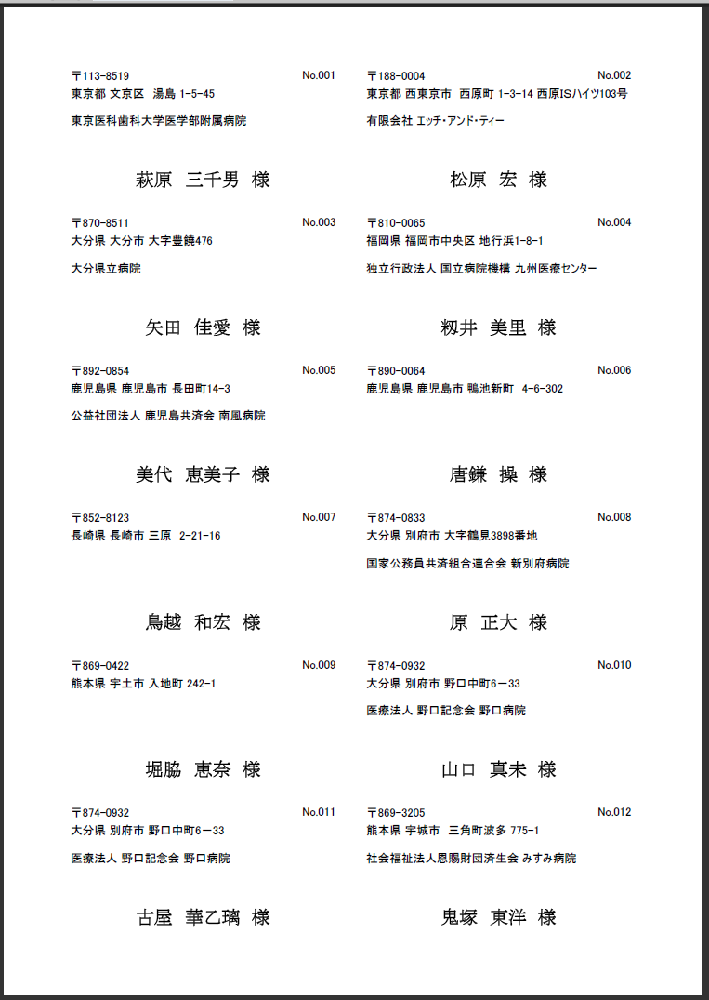 〒113-8519 No.001
東京都 文京区　湯島 1-5-45
東京医科歯科大学医学部附属病院
萩原　三千男　様
〒188-0004 No.002
東京都 西東京市　西原町 1-3-14 西原ISハイツ103号
有限会社 エッチ・アンド・ティー
松原　宏　様
〒870-8511 No.003
大分県 大分市 大字豊饒476
大分県立病院
矢田　佳愛　様
〒810-0065 No.004
福岡県 福岡市中央区 地行浜1-8-1
独立行政法人 国立病院機構 九州医療センター
籾井　美里　様
〒892-0854 No.005
鹿児島県 鹿児島市 長田町14-3
公益社団法人 鹿児島共済会 南風病院
美代　恵美子　様
〒890-0064 No.006
鹿児島県 鹿児島市 鴨池新町　4-6-302
唐鎌　操　様
〒852-8123 No.007
長崎県 長崎市 三原　2-21-16
鳥越　和宏　様
〒874-0833 No.008
大分県 別府市 大字鶴見3898番地
国家公務員共済組合連合会 新別府病院
原　正大　様
〒869-0422 No.009
熊本県 宇土市 入地町 242-1
堀脇　恵奈　様
〒874-0932 No.010
大分県 別府市 野口中町6－33
医療法人 野口記念会 野口病院
山口　真未　様
〒874-0932 No.011
大分県 別府市 野口中町6－33
医療法人 野口記念会 野口病院
古屋　華乙璃　様
〒869-3205 No.012
熊本県 宇城市　三角町波多 775-1
社会福祉法人恩賜財団済生会 みすみ病院
鬼塚　東洋　様